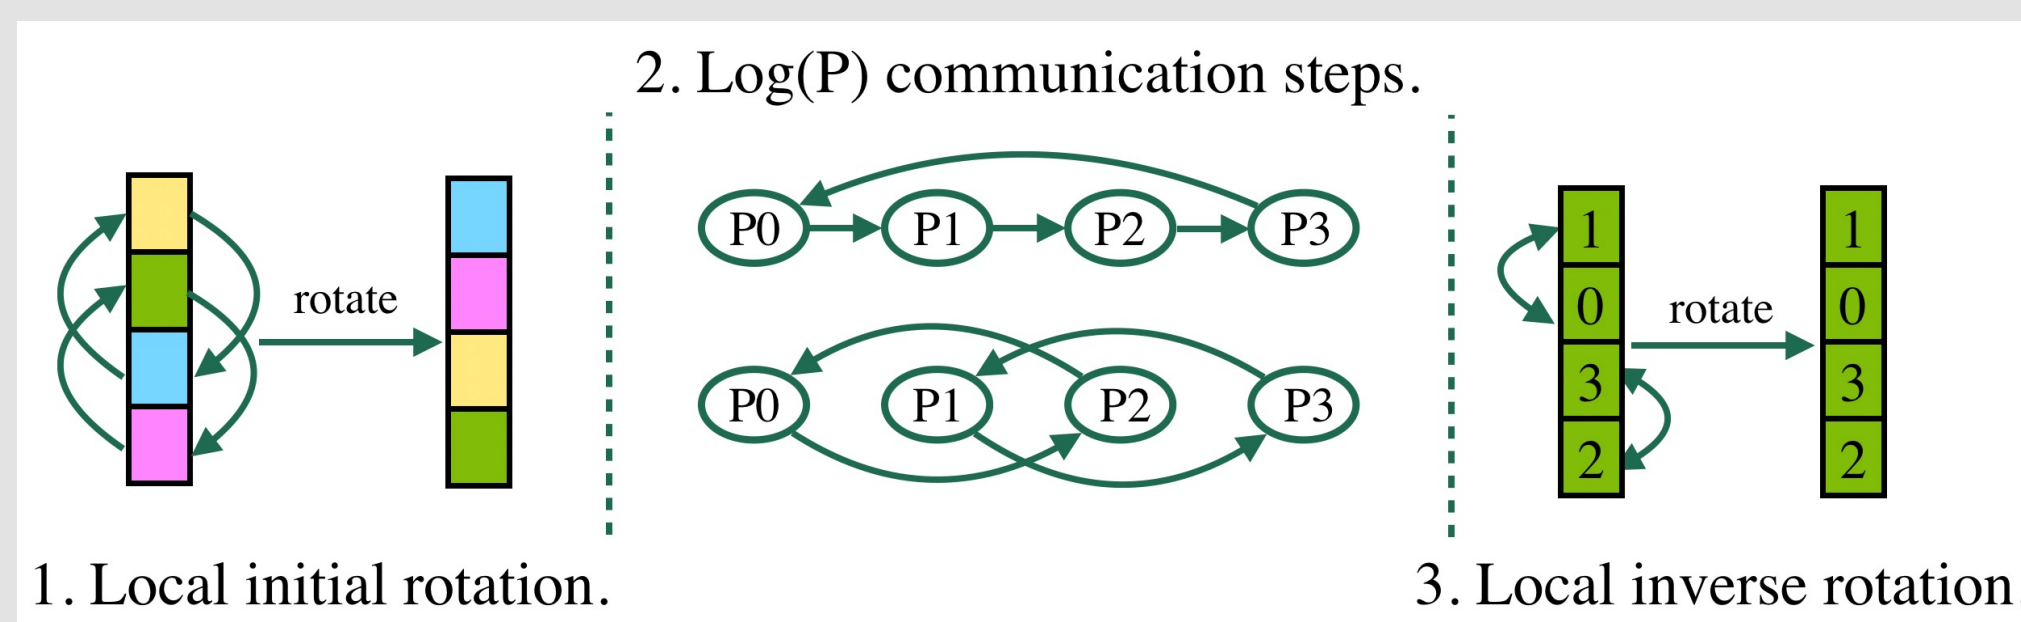 2. Log(P) communication steps.
rotate
P0 P1 P2 P3
P0 P1 P2 P3
1
0
3
2
rotate
1
0
3
2
1. Local initial rotation.
3. Local inverse rotation.